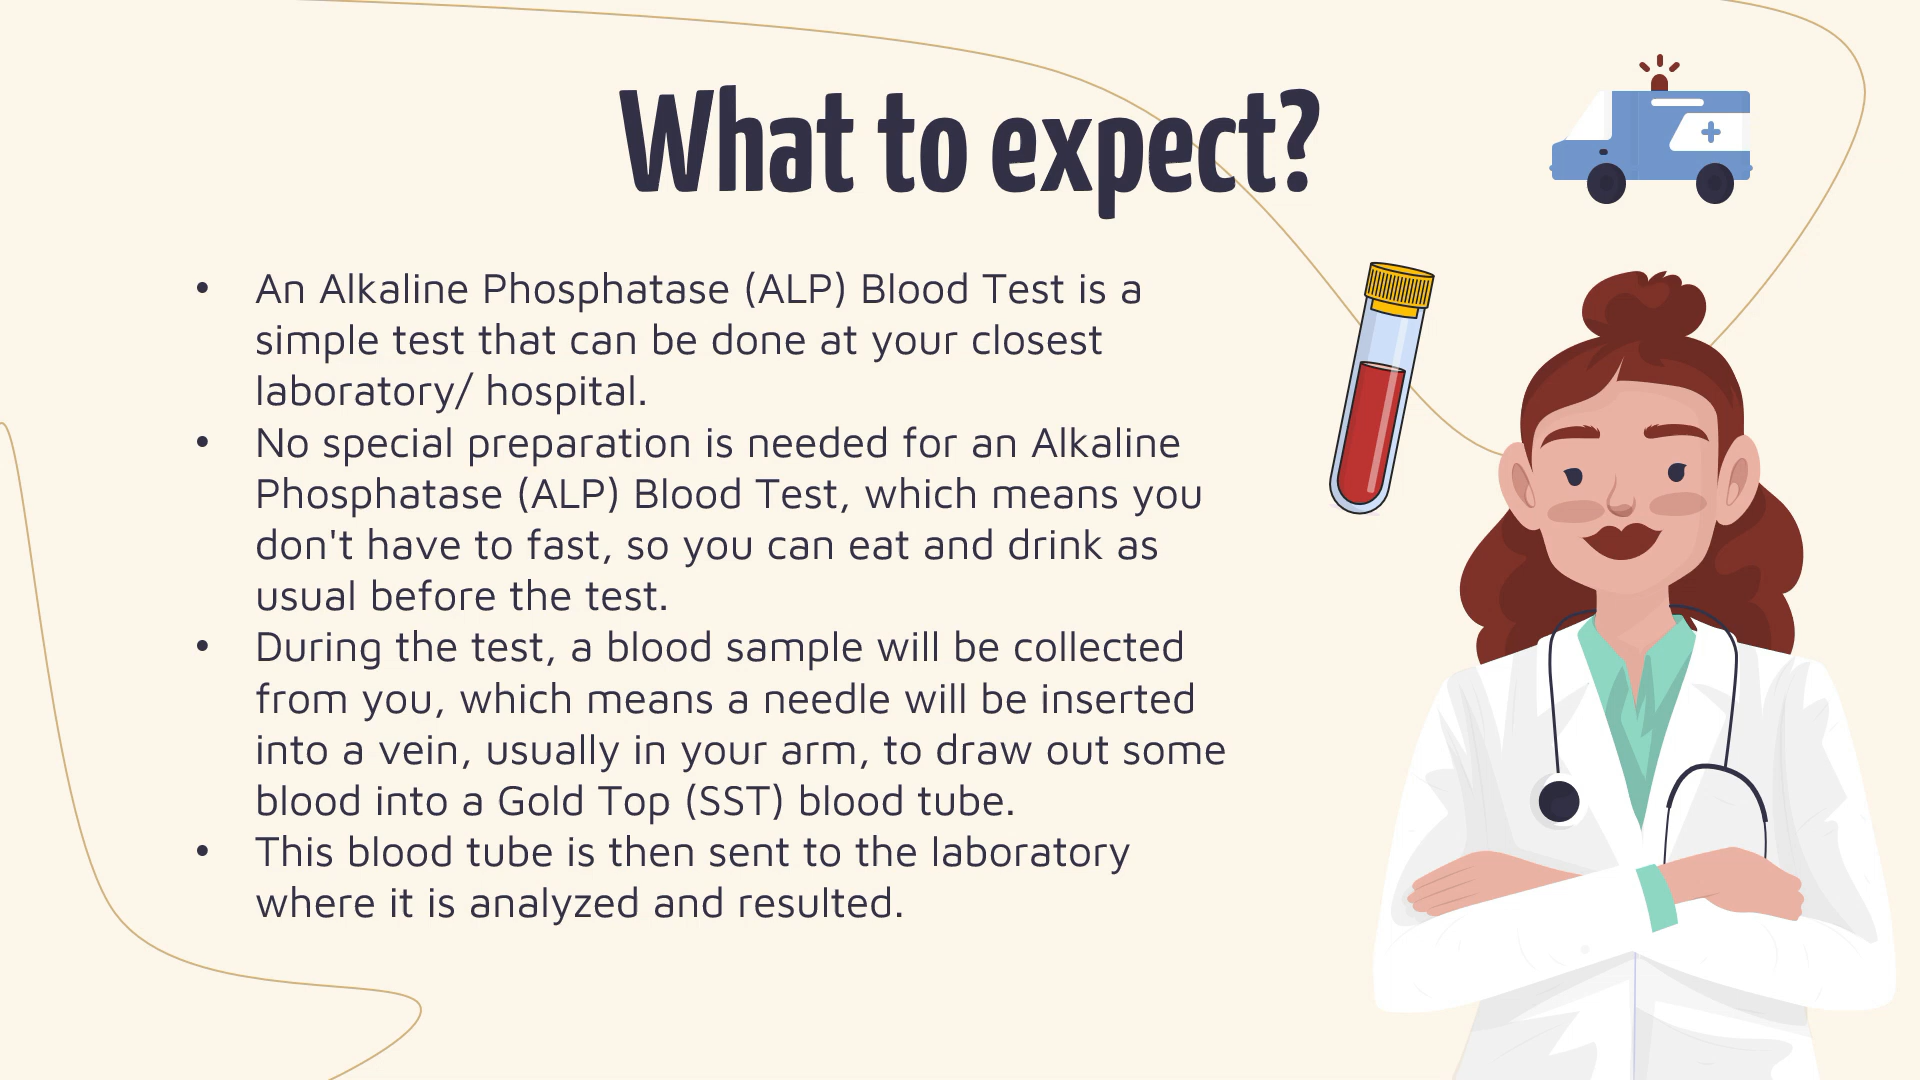 What to expect?
• An Alkaline Phosphatase (ALP) Blood Test is a
simple test that can be done at your closest
laboratory/ hospital.
• No special preparation is needed for an Alkaline
Phosphatase (ALP) Blood Test, which means you
don't have to fast, so you can eat and drink as
usual before the test.
• During the test, a blood sample will be collected
from you, which means a needle will be inserted
into a vein, usually in your arm, to draw out some
blood into a Gold Top (SST) blood tube.
• This blood tube is then sent to the laboratory
where it is analyzed and resulted.